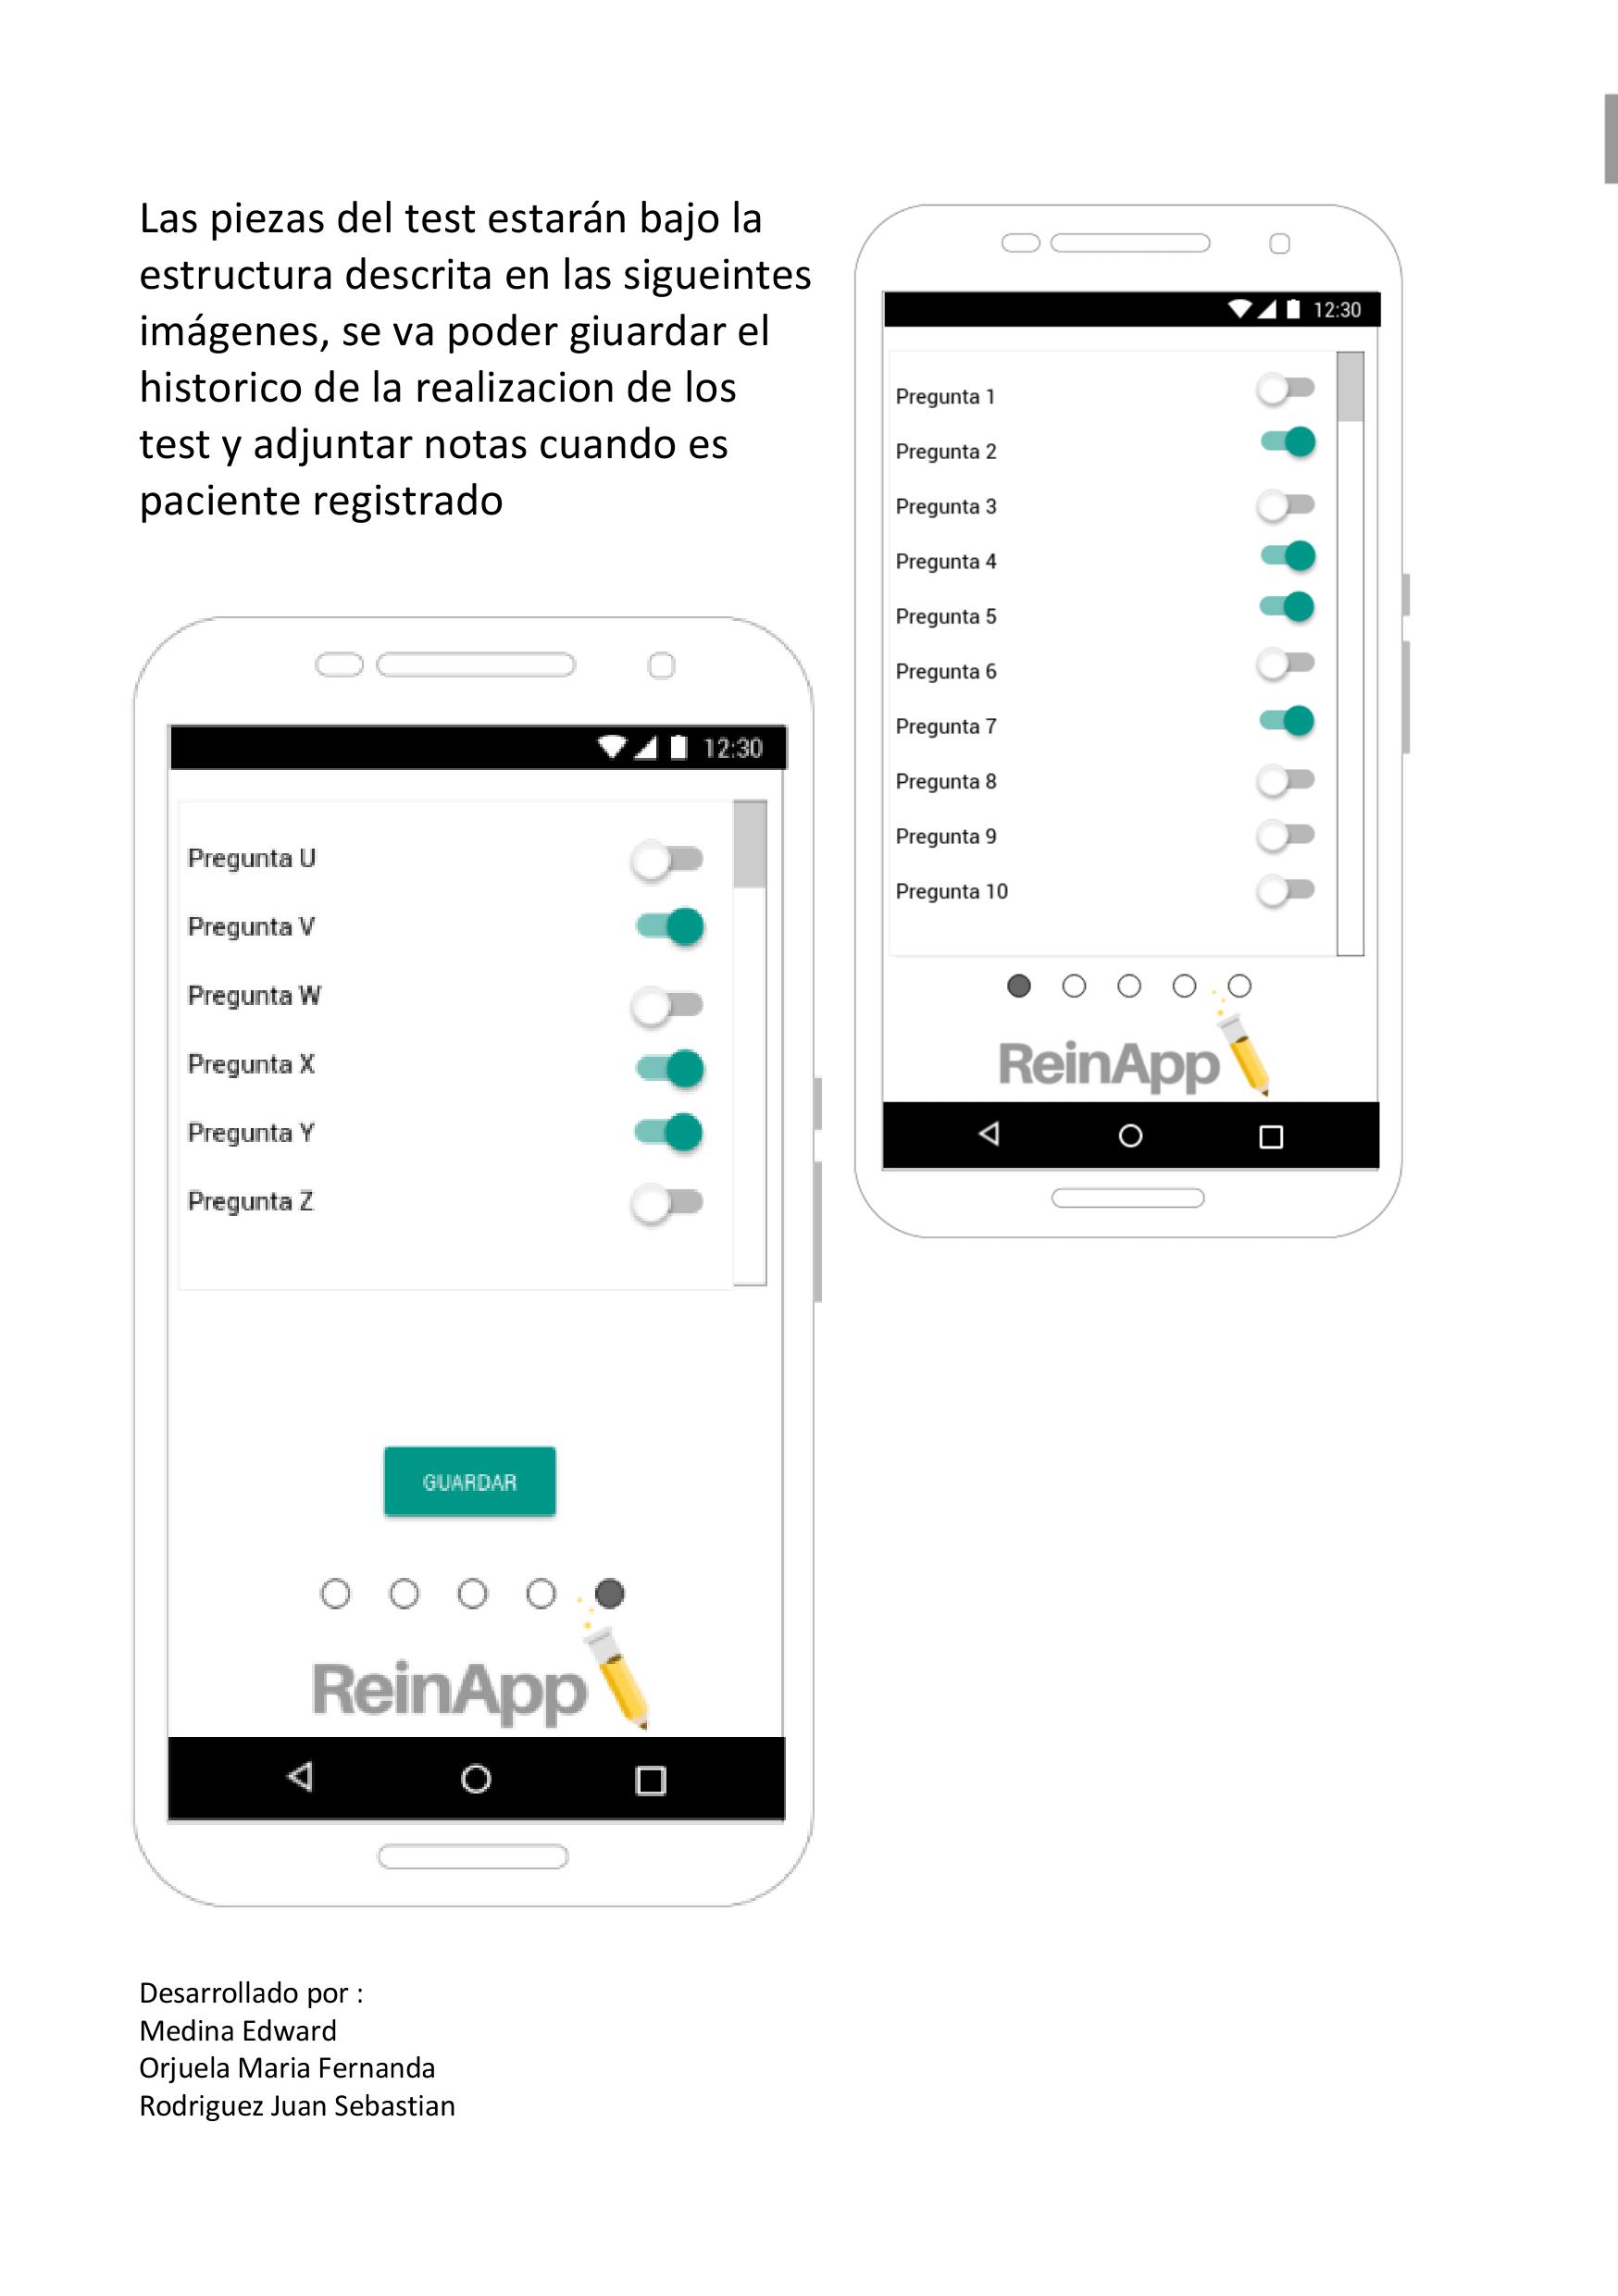 Las piezas del test estarán bajo la
estructura descrita en las sigueintes
imágenes, se va poder giuardar el
historico de la realizacion de los
test y adjuntar notas cuando es
paciente registrado
12:30
Pregunta 1
Pregunta 2
Pregunta 3
Pregunta 4
Pregunta 5
Pregunta 6
Pregunta 7
Pregunta 8
Pregunta 9
Pregunta 10
ReinApp
12:30
Pregunta U
Pregunta V
Pregunta W
Pregunta X
Pregunta Y
Pregunta Z
GUARDAR
ReinApp
Desarrollado por :
Medina Edward
Orjuela Maria Fernanda
Rodriguez Juan Sebastian